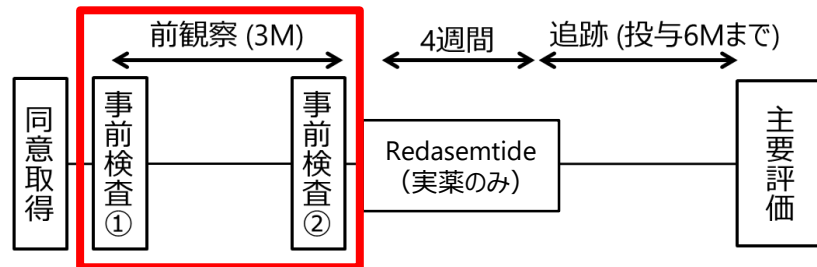 前観察 (3M)
4週間
追跡 (投与6Mまで)
同意取得
事前検査①
事前検査②
Redasemtide
（実薬のみ）
主要評価